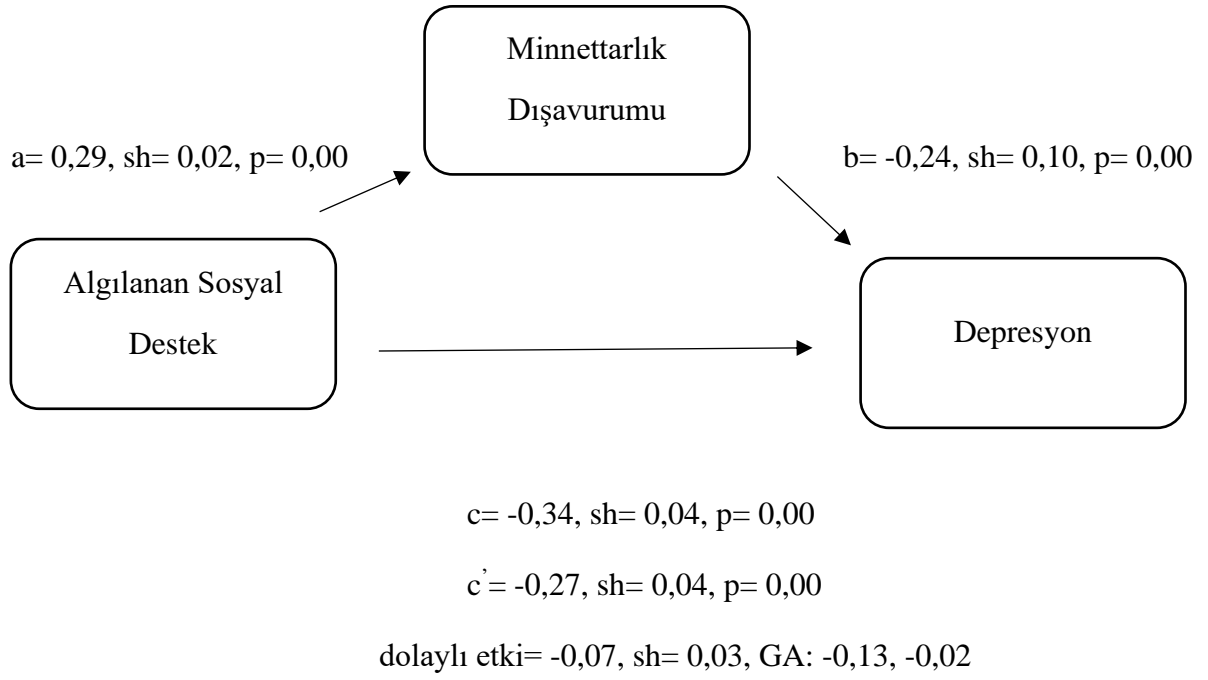 Minnettarlık
Dışavurumu
a= 0,29, sh= 0,02, p= 0,00
b= -0,24, sh= 0,10, p= 0,00
Algılanan Sosyal
Destek
Depresyon
c= -0,34, sh= 0,04, p= 0,00
c’= -0,27, sh= 0,04, p= 0,00
dolaylı etki= -0,07, sh= 0,03, GA: -0,13, -0,02